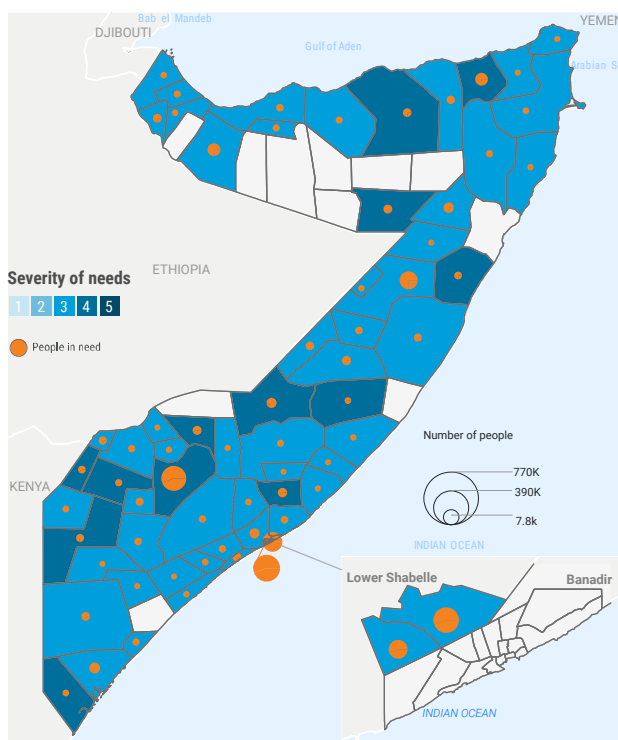 Bab el Mandeb
YEMEN
DJIBOUTI
Gulf of Aden
Arabian S
ETHIOPIA
Severity of needs
1 2 3 4 5
People in need
Number of people
770K
390K
7.8k
KENYA
INDIAN OCEAN
Lower Shabelle
Banadir
INDIAN OCEAN